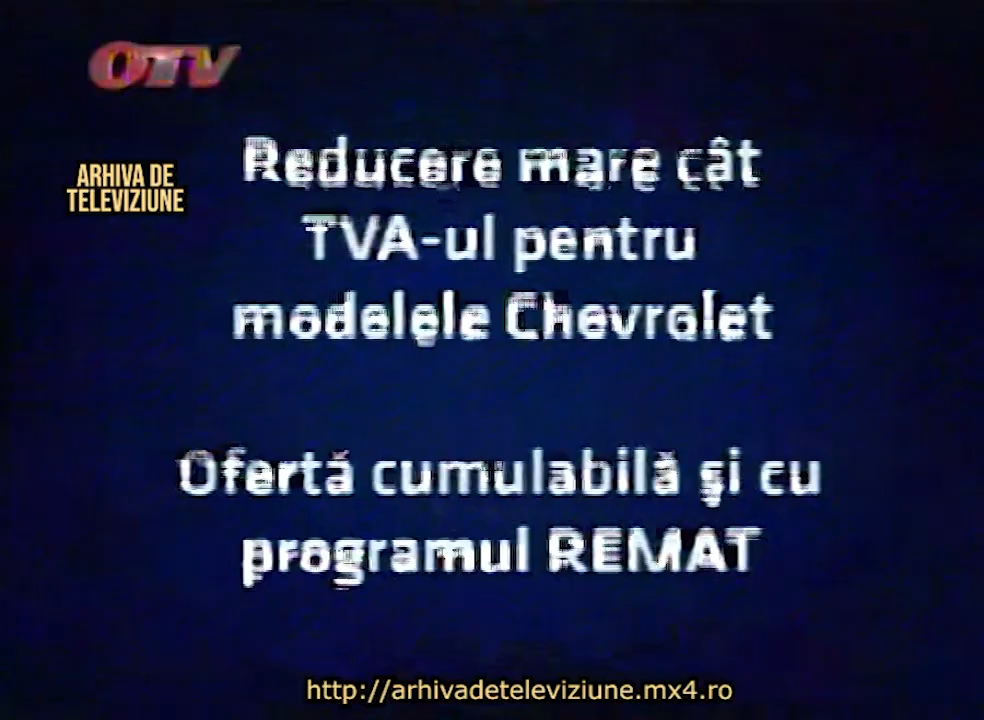 OTV
ARHIVA DE
TELEVIZIUNE
Reducere mare cât
TVA-ul pentru
modelele Chevrolet
Ofertă cumulabilă şi cu
programul REMAT
http://arhivadeteleviziune.mx4.ro